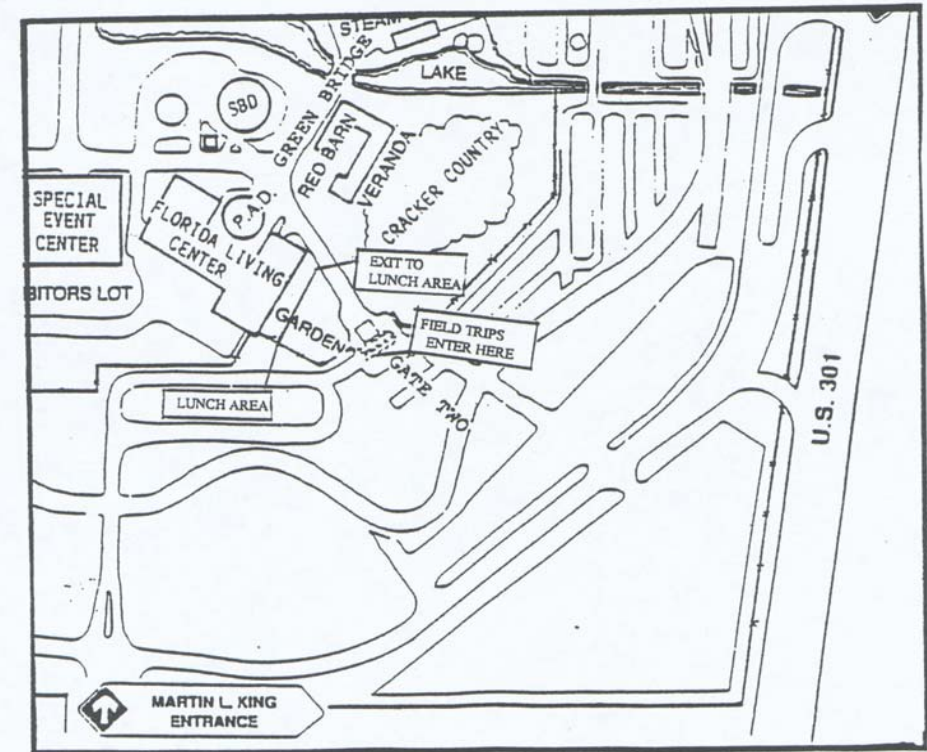 STEAM
GREEN BRIDGE
LAKE
SBD
RED BARN
VERANDA
CRACKER COUNTRY
SPECIAL
EVENT
CENTER
P.A.D.
FLORIDA LIVING
CENTER
EXIT TO
LUNCH AREA
BITORS LOT
GARDEN
FIELD TRIPS
ENTER HERE
GATE TWO
LUNCH AREA
U.S. 301
MARTIN L. KING
ENTRANCE